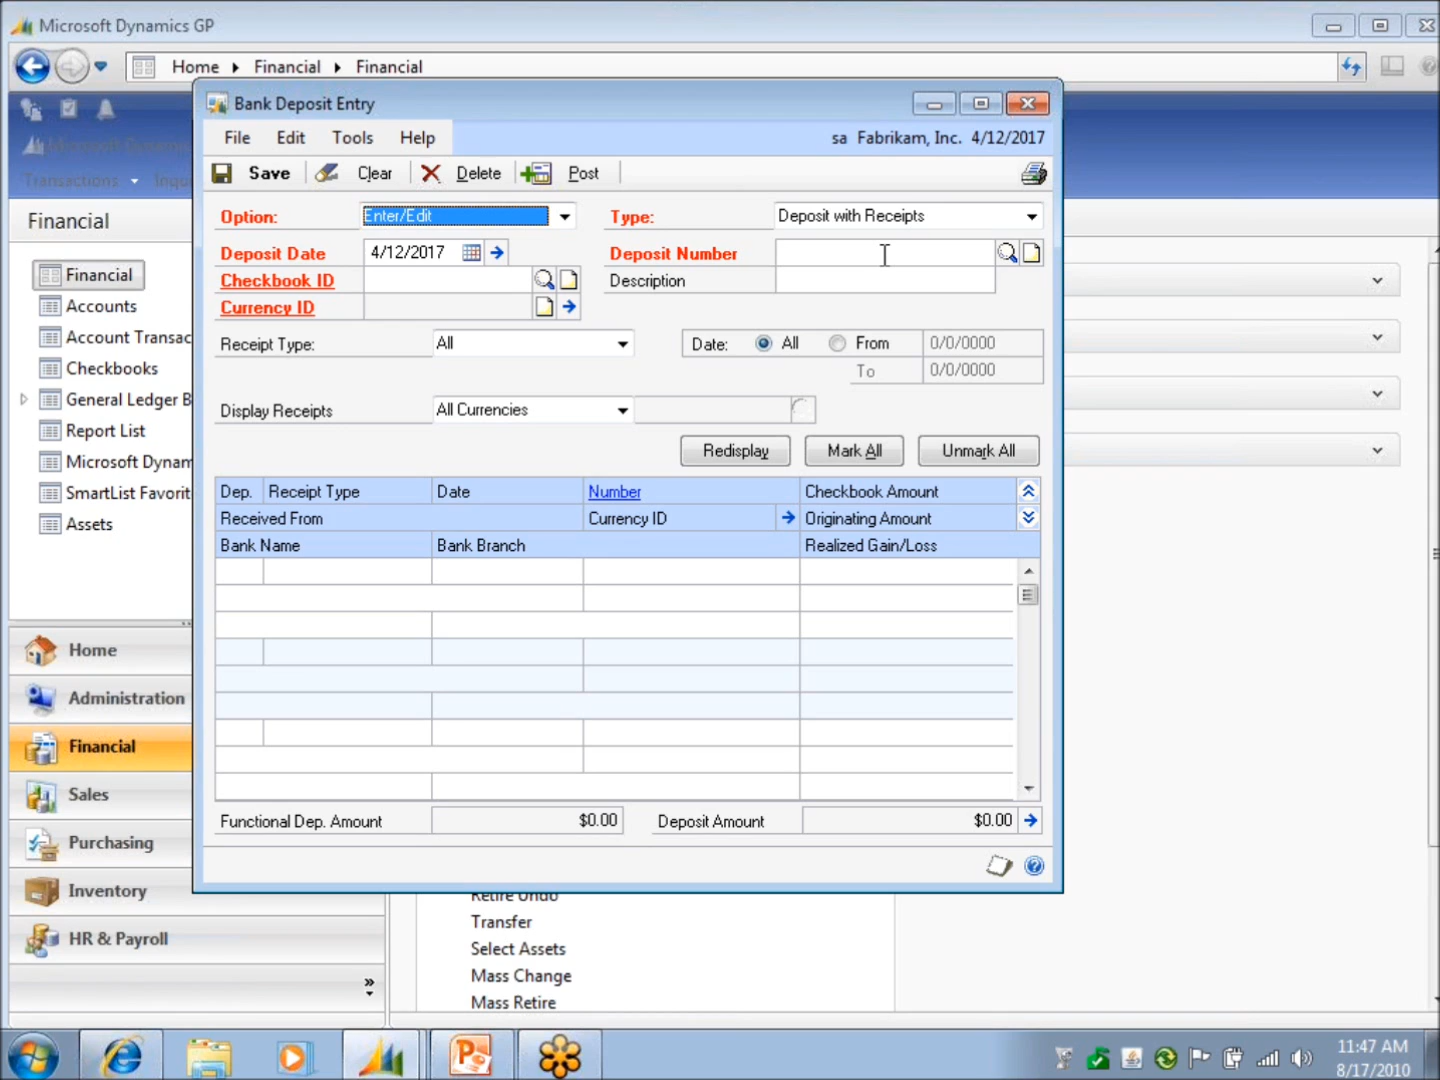 Microsoft Dynamics GP
Home Financial Financial
Bank Deposit Entry
File Edit Tools Help
sa Fabrikam, Inc. 4/12/2017
Save Clear Delete Post
Transactions
Financial
Option: Enter/Edit
Type: Deposit with Receipts
Deposit Date 4/12/2017
Deposit Number
Checkbook ID
Description
Currency ID
Receipt Type: All
Date: All From 0/0/0000
To 0/0/0000
Display Receipts All Currencies
Redisplay Mark All Unmark All
Dep. Receipt Type Date Number Checkbook Amount
Received From Currency ID Originating Amount
Bank Name Bank Branch Realized Gain/Loss
Functional Dep. Amount $0.00 Deposit Amount $0.00
Financial
Accounts
Account Transac
Checkbooks
General Ledger B
Report List
Microsoft Dynam
SmartList Favorit
Assets
Home
Administration
Financial
Sales
Purchasing
Inventory
HR & Payroll
Retire Undo
Transfer
Select Assets
Mass Change
Mass Retire
11:47 AM
8/17/2010